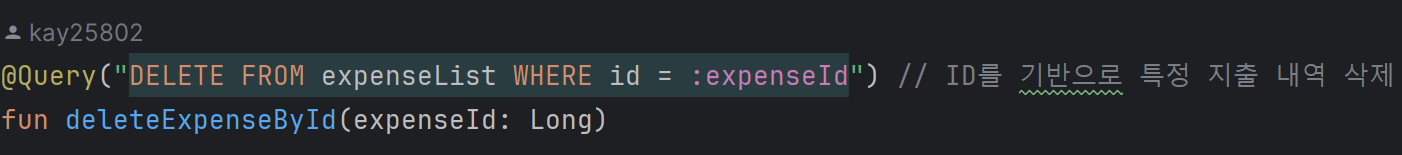 kay25802
@Query("DELETE FROM expenseList WHERE id = :expenseId") // ID를 기반으로 특정 지출 내역 삭제
fun deleteExpenseById(expenseId: Long)